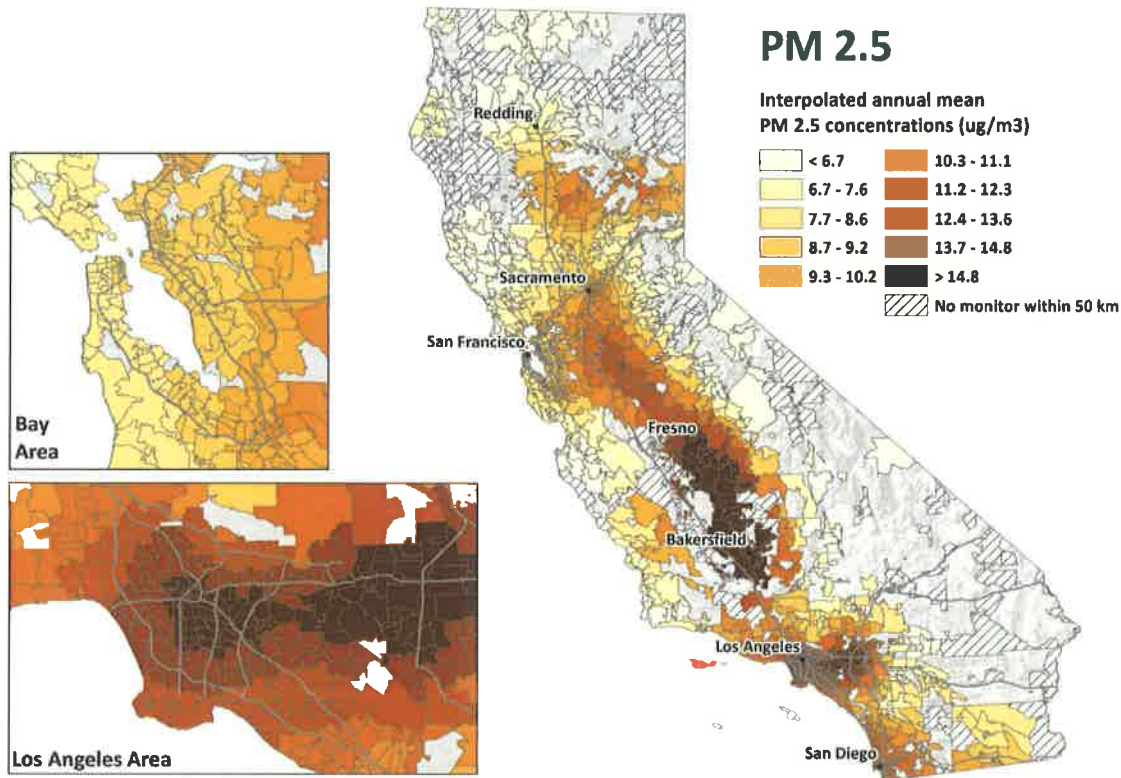 PM 2.5
Interpolated annual mean
PM 2.5 concentrations (ug/m3)
< 6.7
6.7 - 7.6
7.7 - 8.6
8.7 - 9.2
9.3 - 10.2
10.3 - 11.1
11.2 - 12.3
12.4 - 13.6
13.7 - 14.8
> 14.8
No monitor within 50 km
Redding
Sacramento
San Francisco
Fresno
Bakersfield
Los Angeles
San Diego
Bay
Area
Los Angeles Area